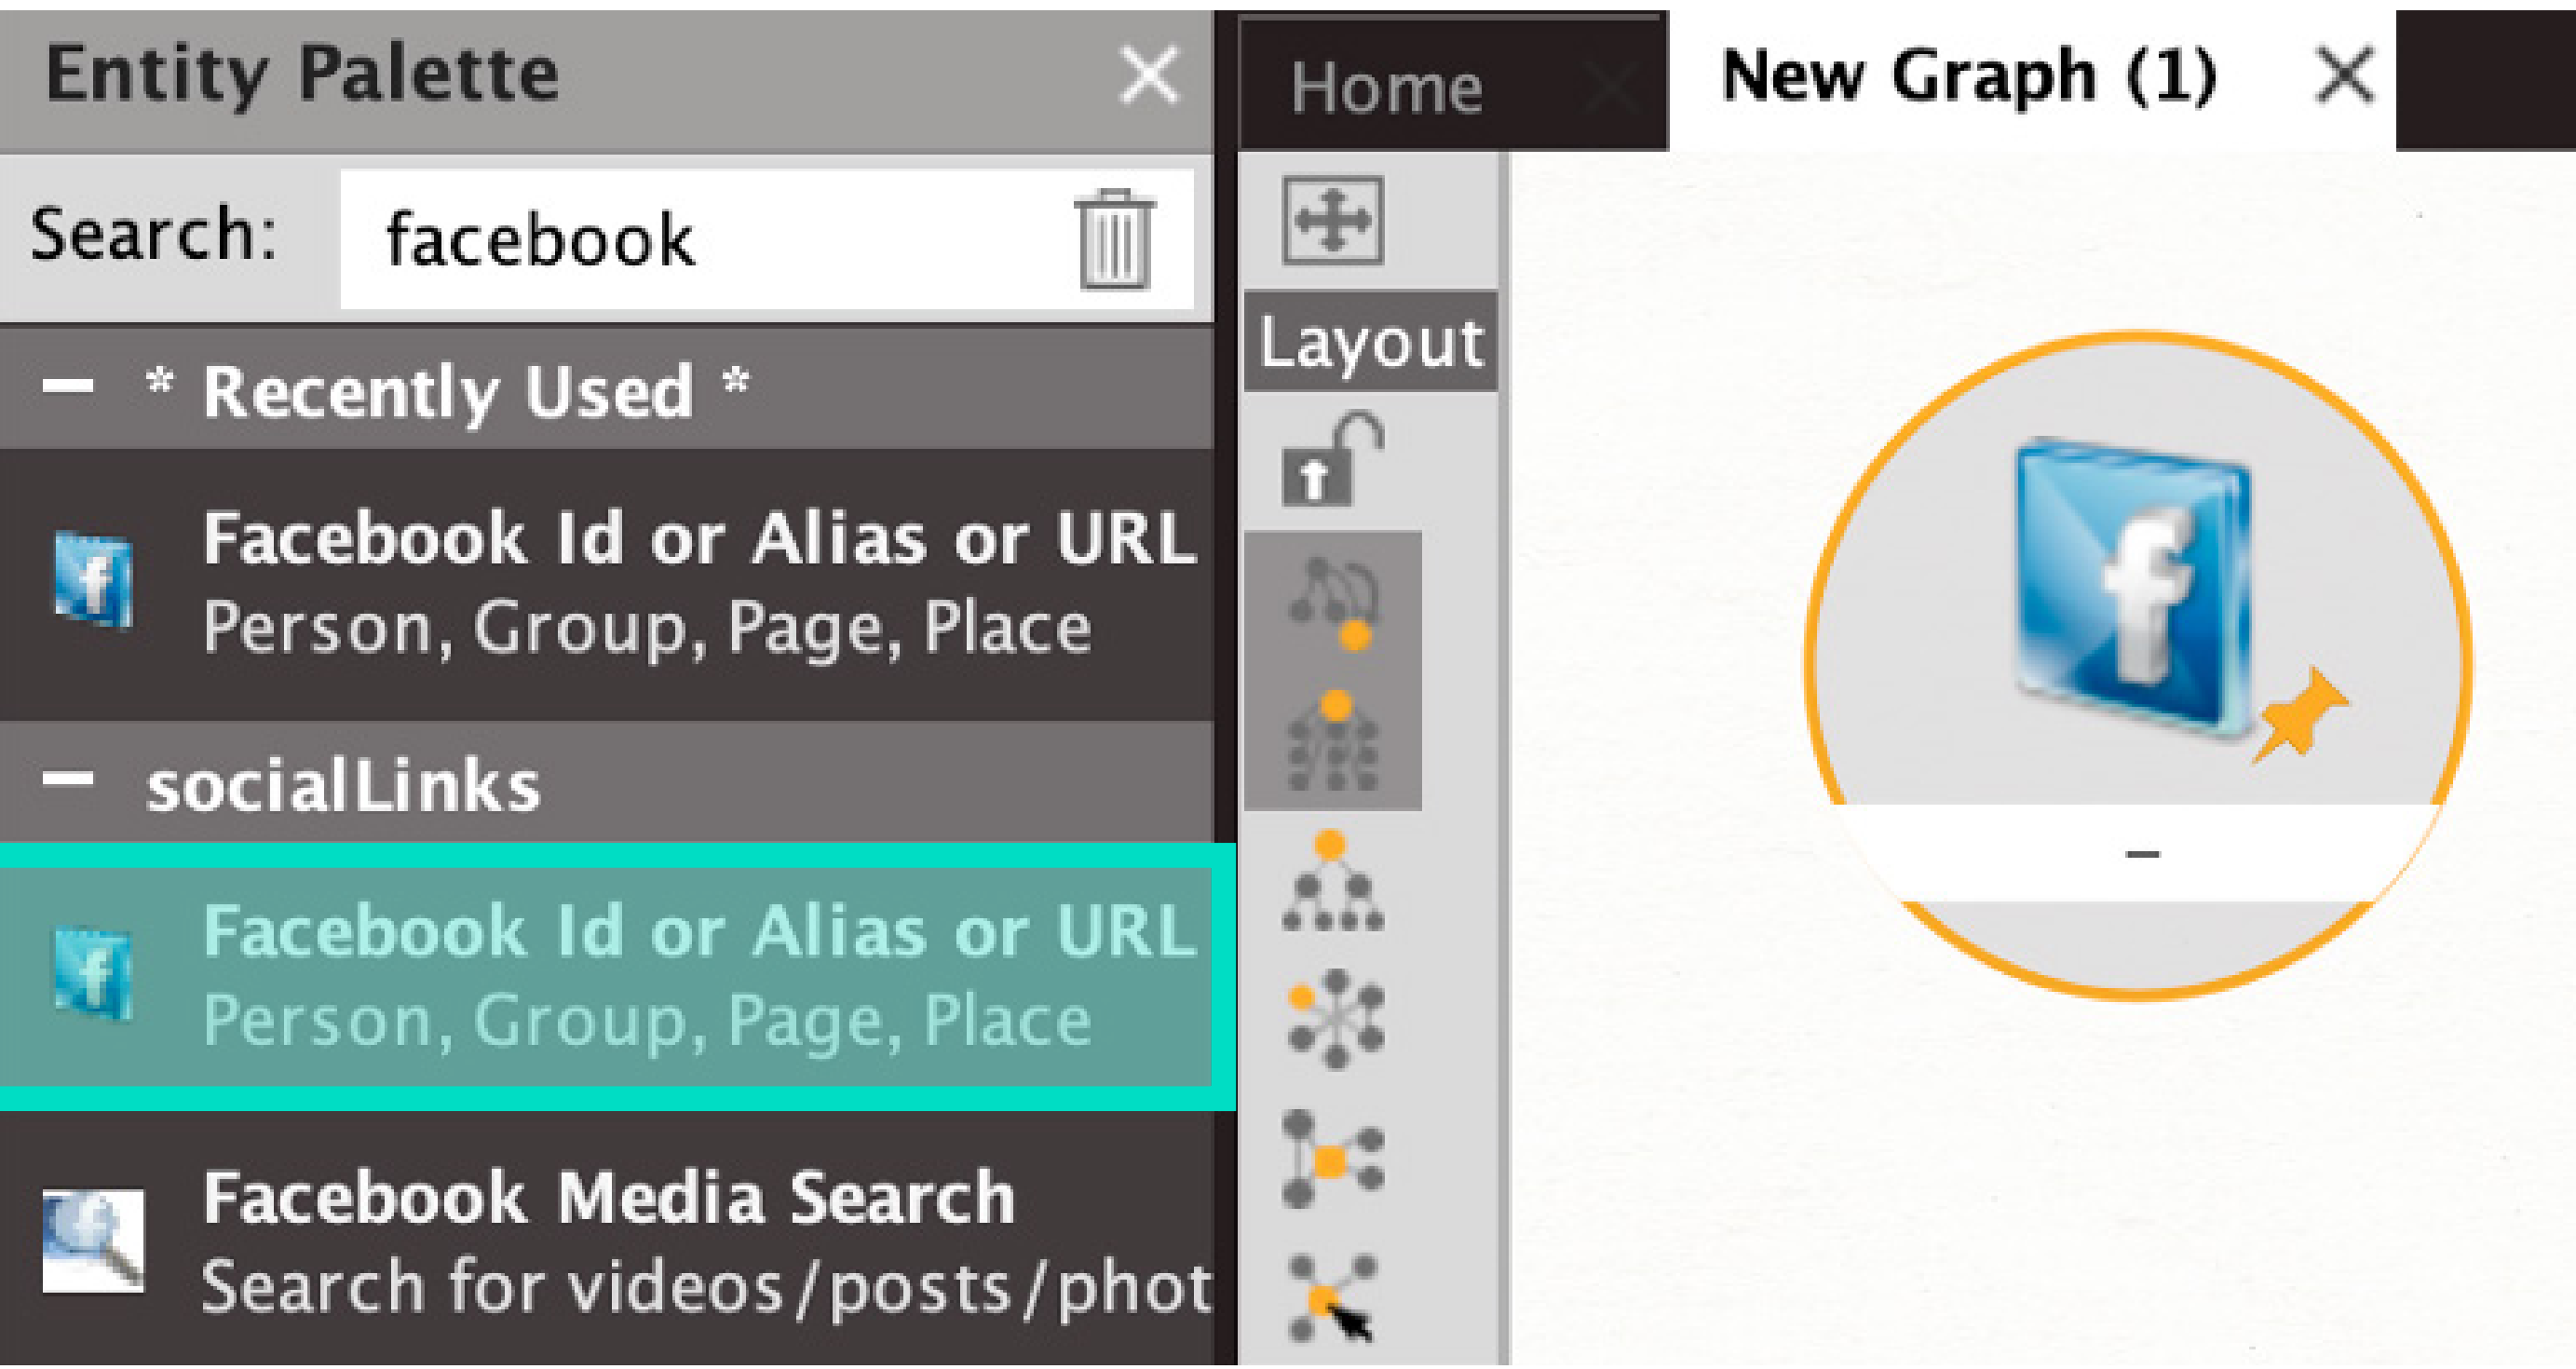 Entity Palette
Home
New Graph (1)
Search:
facebook
Layout
* Recently Used *
Facebook Id or Alias or URL
Person, Group, Page, Place
socialLinks
Facebook Id or Alias or URL
Person, Group, Page, Place
Facebook Media Search
Search for videos/posts/phot